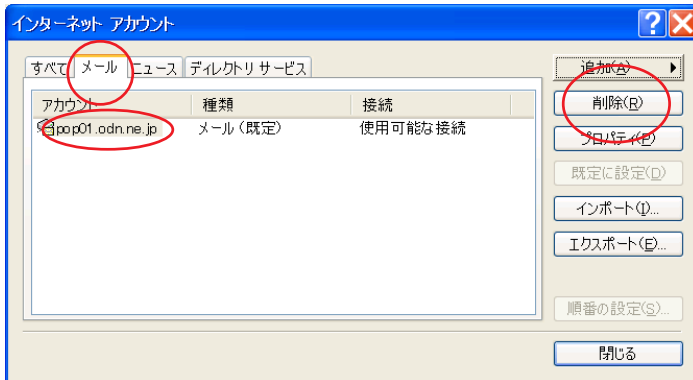 インターネット アカウント
すべて メール ニュース ディレクトリ サービス
アカウント 種類 接続
pop01.odn.ne.jp メール (既定) 使用可能な接続
追加(A)
削除(R)
プロパティ(P)
既定に設定(D)
インポート(I)...
エクスポート(E)...
順番の設定(S)...
閉じる